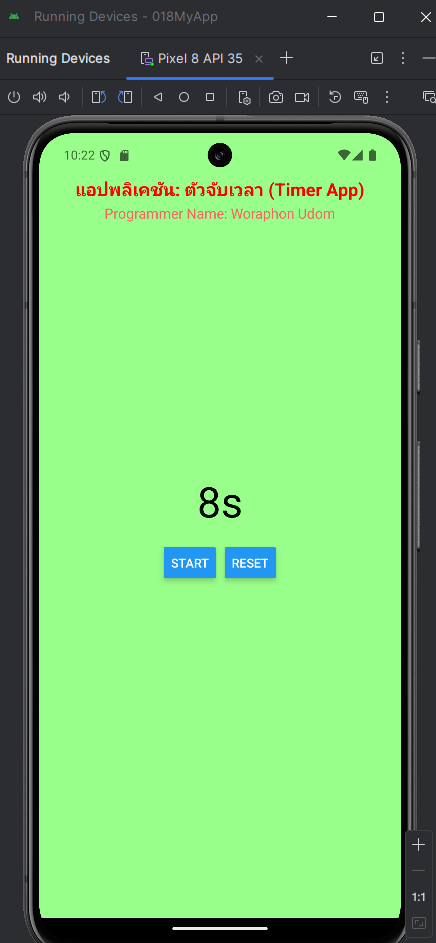 Running Devices - 018MyApp
Running Devices
Pixel 8 API 35
10:22
แอปพลิเคชัน: ตัวจับเวลา (Timer App)
Programmer Name: Woraphon Udom
8s
START
RESET
1:1